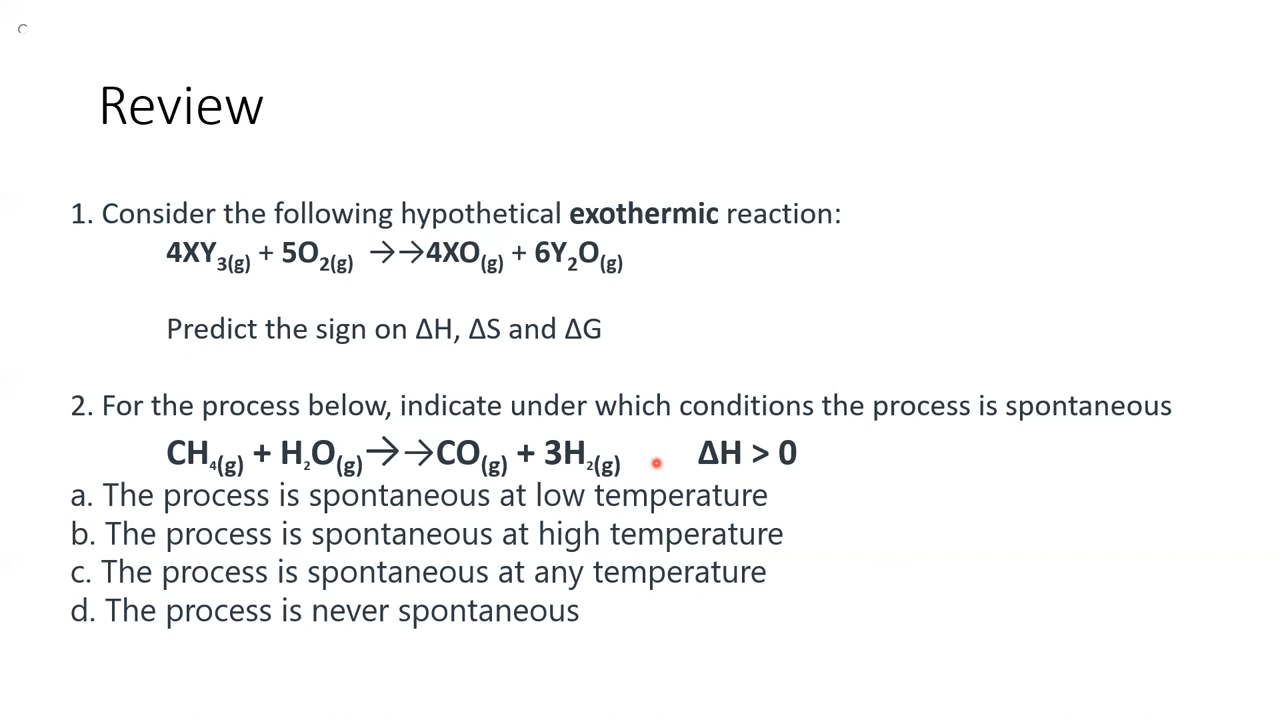 Review
1. Consider the following hypothetical exothermic reaction:
4XY₃(g) + 5O₂(g) →→4XO(g) + 6Y₂O(g)
Predict the sign on ΔH, ΔS and ΔG
2. For the process below, indicate under which conditions the process is spontaneous
CH₄(g) + H₂O(g)→→CO(g) + 3H₂(g) ΔH > 0
a. The process is spontaneous at low temperature
b. The process is spontaneous at high temperature
c. The process is spontaneous at any temperature
d. The process is never spontaneous